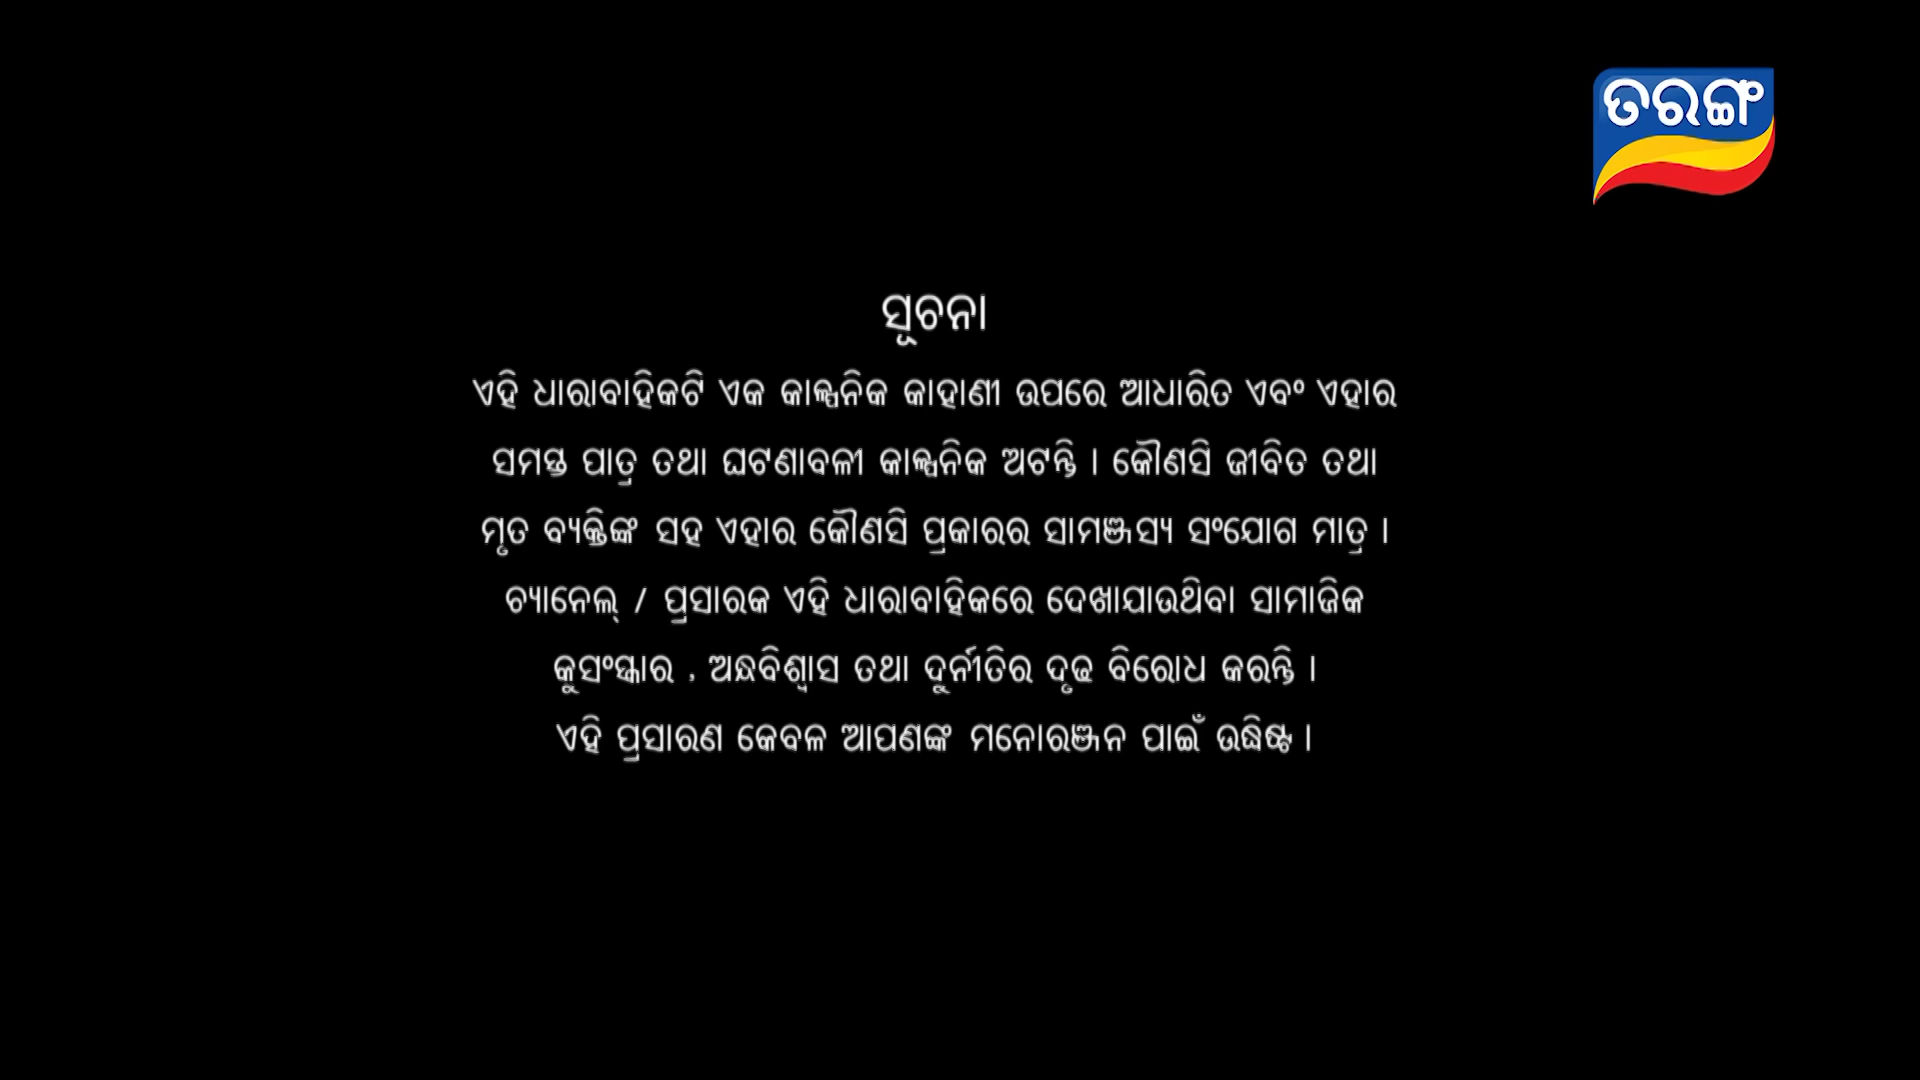 ତରଙ୍ଗ
ସୂଚନା
ଏହି ଧାରାବାହିକଟି ଏକ କାଳ୍ପନିକ କାହାଣୀ ଉପରେ ଆଧାରିତ ଏବଂ ଏହାର
ସମସ୍ତ ପାତ୍ର ତଥା ଘଟଣାବଳୀ କାଳ୍ପନିକ ଅଟନ୍ତି । କୌଣସି ଜୀବିତ ତଥା
ମୃତ ବ୍ୟକ୍ତିଙ୍କ ସହ ଏହାର କୌଣସି ପ୍ରକାରର ସାମଞ୍ଜସ୍ୟ ସଂଯୋଗ ମାତ୍ର ।
ଚ୍ୟାନେଲ୍ / ପ୍ରସାରକ ଏହି ଧାରାବାହିକରେ ଦେଖାଯାଉଥିବା ସାମାଜିକ
କୁସଂସ୍କାର , ଅନ୍ଧବିଶ୍ୱାସ ତଥା ଦୁର୍ନୀତିର ଦୃଢ ବିରୋଧ କରନ୍ତି ।
ଏହି ପ୍ରସାରଣ କେବଳ ଆପଣଙ୍କ ମନୋରଞ୍ଜନ ପାଇଁ ଉଦ୍ଧିଷ୍ଟ ।